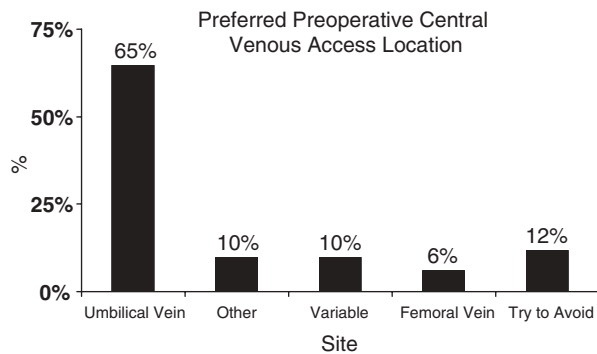 Preferred Preoperative Central
Venous Access Location
75%
50%
25%
0%
%
65%
10%
10%
6%
12%
Umbilical Vein
Other
Variable
Femoral Vein
Try to Avoid
Site